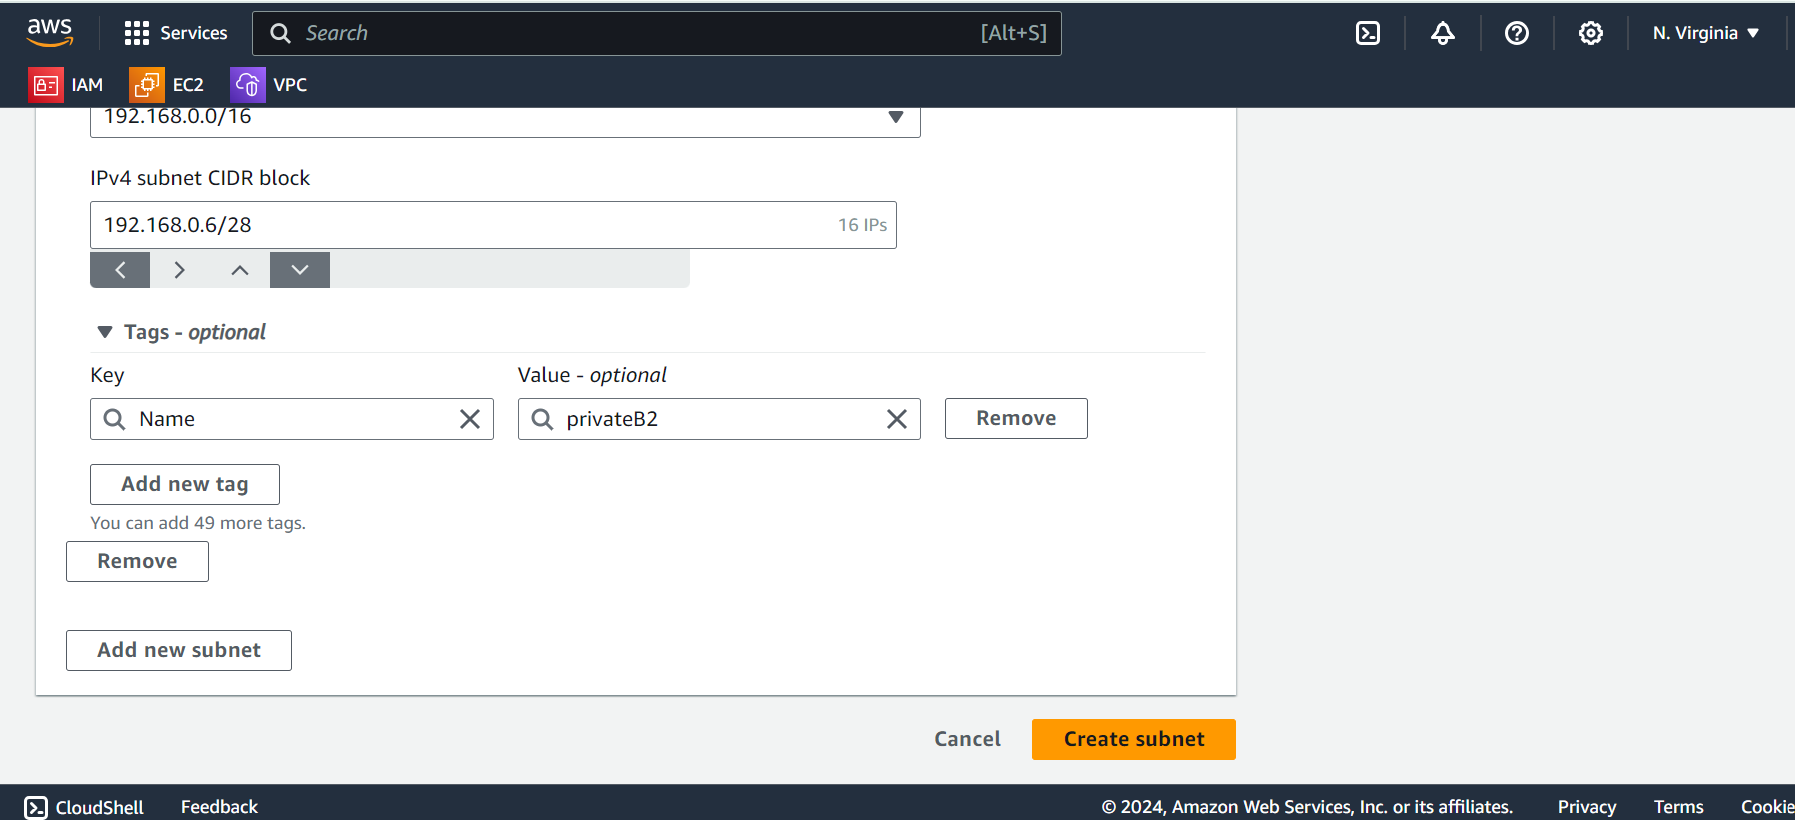 aws Services Search [Alt+S] N. Virginia
IAM EC2 VPC
192.168.0.0/16
IPv4 subnet CIDR block
192.168.0.6/28 16 IPs
Tags - optional
Key Value - optional
Name privateB2 Remove
Add new tag
You can add 49 more tags.
Remove
Add new subnet
Cancel Create subnet
CloudShell Feedback © 2024, Amazon Web Services, Inc. or its affiliates. Privacy Terms Cookie